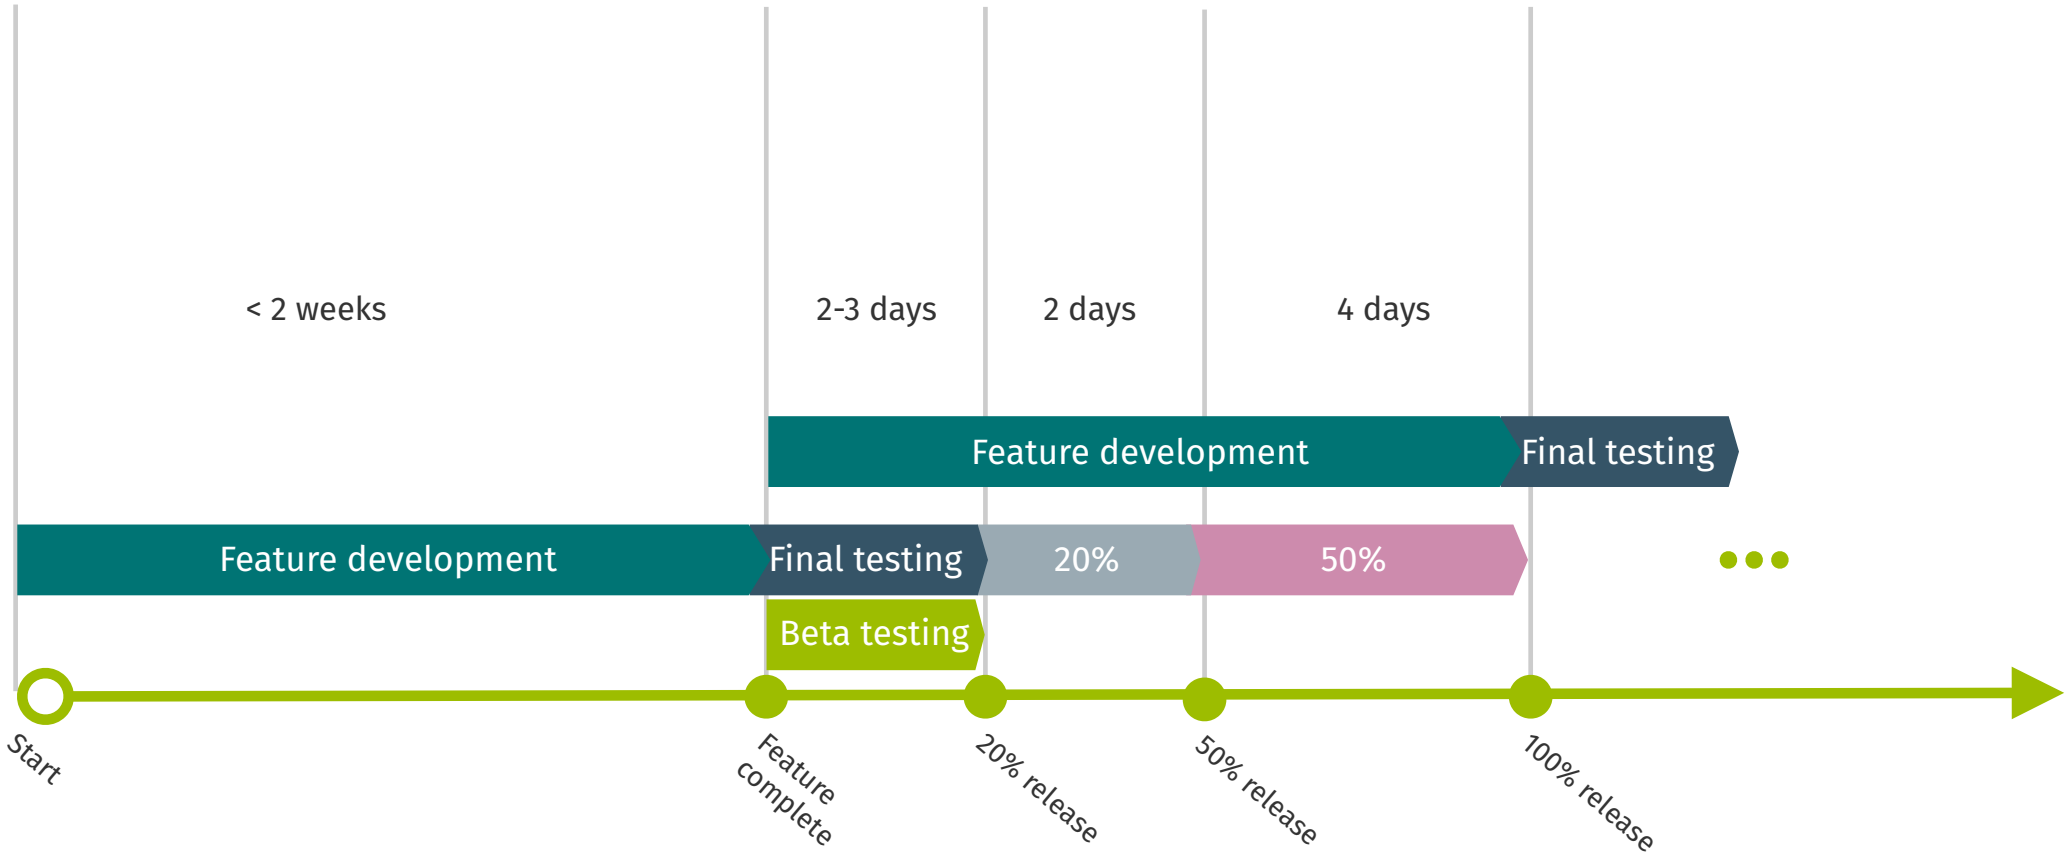 < 2 weeks
2-3 days
2 days
4 days
Feature development
Final testing
Feature development
Final testing
20%
50%
Beta testing
Start
Feature
complete
20% release
50% release
100% release